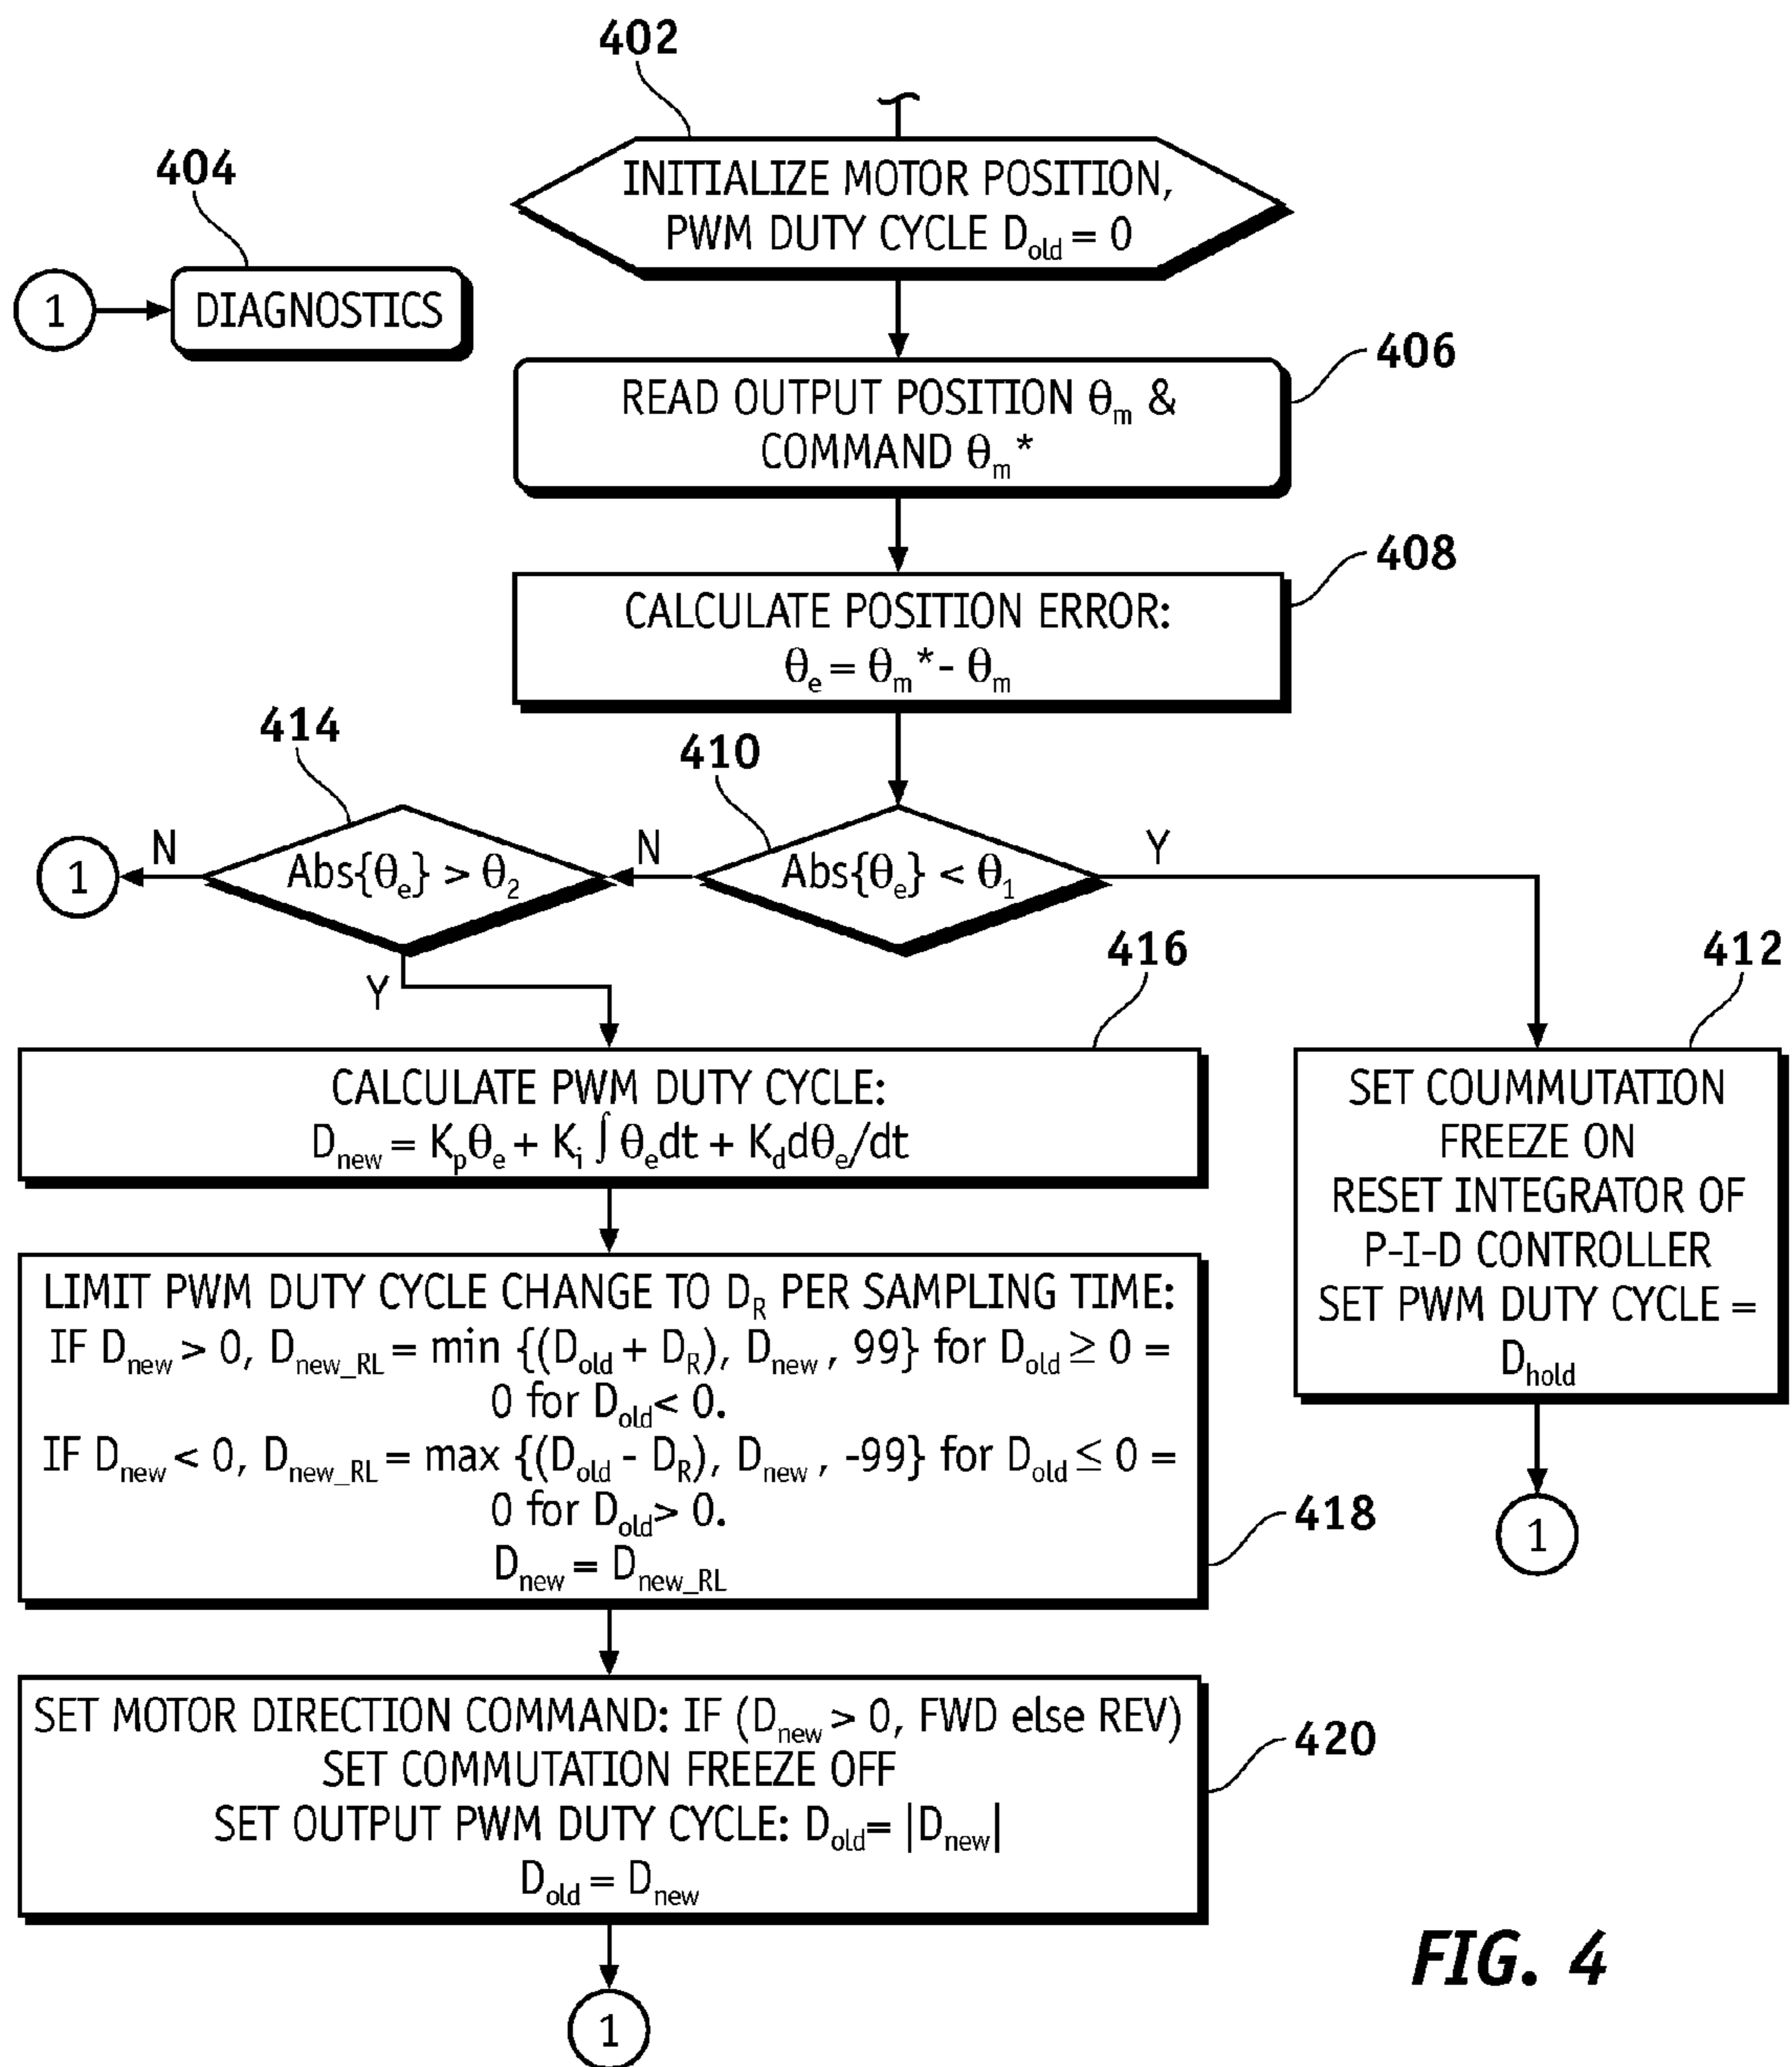 402
INITIALIZE MOTOR POSITION,
PWM DUTY CYCLE D_old = 0
404
1
DIAGNOSTICS
406
READ OUTPUT POSITION θ_m &
COMMAND θ_m*
408
CALCULATE POSITION ERROR:
θ_e = θ_m* - θ_m
414
410
1
N
Abs{θ_e} > θ_2
N
Abs{θ_e} < θ_1
Y
Y
416
CALCULATE PWM DUTY CYCLE:
D_new = K_pθ_e + K_i ∫ θ_edt + K_ddθ_e/dt
412
SET COUMMUTATION
FREEZE ON
RESET INTEGRATOR OF
P-I-D CONTROLLER
SET PWM DUTY CYCLE =
D_hold
1
LIMIT PWM DUTY CYCLE CHANGE TO D_R PER SAMPLING TIME:
IF D_new > 0, D_new_RL = min {(D_old + D_R), D_new , 99} for D_old ≥ 0 =
0 for D_old < 0.
IF D_new < 0, D_new_RL = max {(D_old - D_R), D_new , -99} for D_old ≤ 0 =
0 for D_old > 0.
D_new = D_new_RL
418
SET MOTOR DIRECTION COMMAND: IF (D_new > 0, FWD else REV)
SET COMMUTATION FREEZE OFF
SET OUTPUT PWM DUTY CYCLE: D_old = |D_new|
D_old = D_new
420
1
FIG. 4